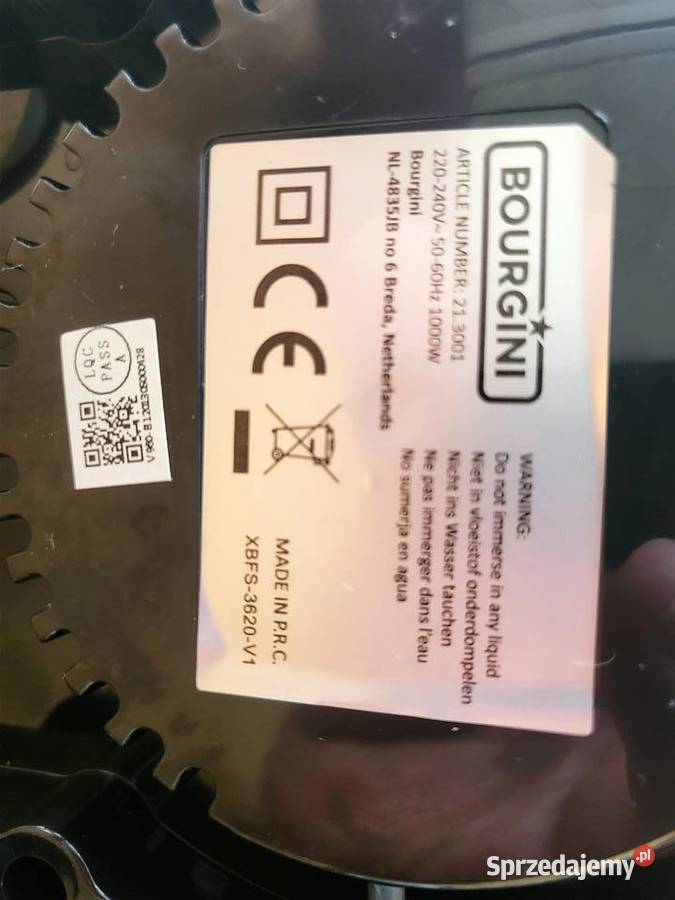 BOURGINI
ARTICLE NUMBER: 21.3001
220-240V~ 50-60Hz 1000W
Bourgini
NL-4835JB no 6 Breda, Netherlands
WARNING:
Do not immerse in any liquid
Niet in vloeistof onderdompelen
Nicht ins Wasser tauchen
Ne pas immerger dans l'eau
No sumerja en agua
CE
MADE IN P.R.C.
XBFS-3620-V1
PASS
A
Sprzedajemy.pl